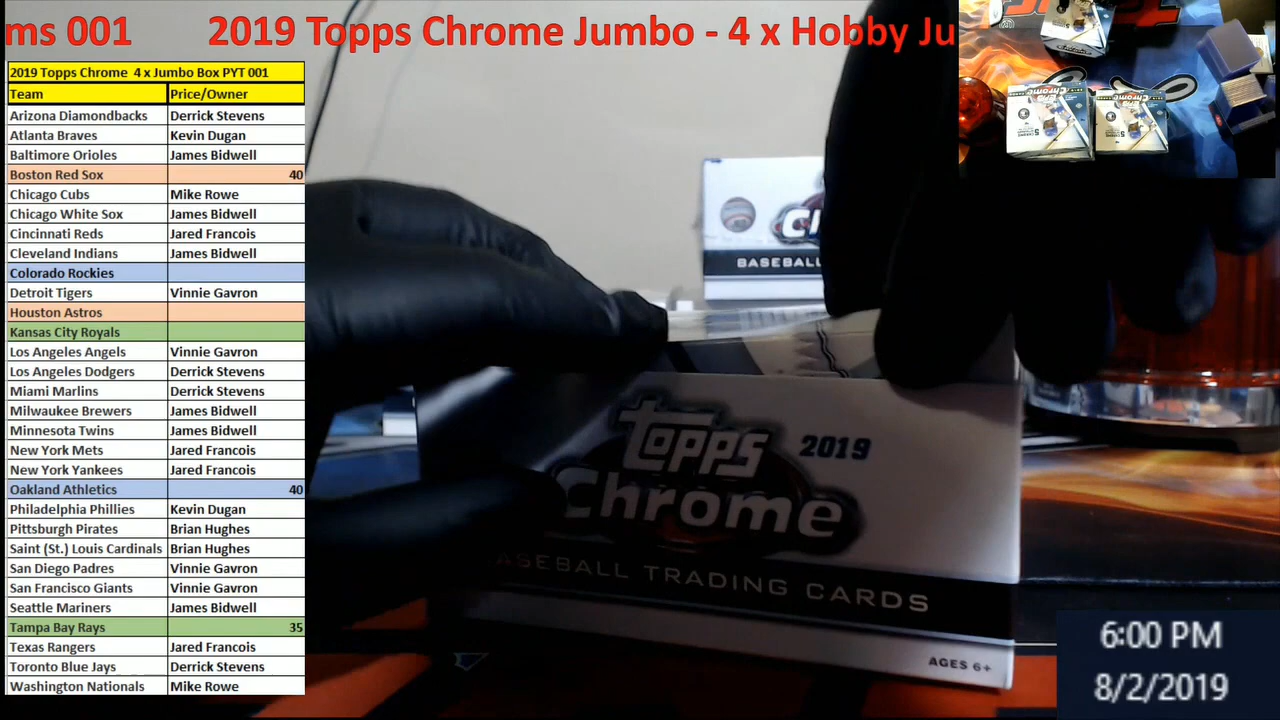 ms 001 2019 Topps Chrome Jumbo - 4 x Hobby Ju
2019 Topps Chrome 4 x Jumbo Box PYT 001
Team Price/Owner
Arizona Diamondbacks Derrick Stevens
Atlanta Braves Kevin Dugan
Baltimore Orioles James Bidwell
Boston Red Sox 40
Chicago Cubs Mike Rowe
Chicago White Sox James Bidwell
Cincinnati Reds Jared Francois
Cleveland Indians James Bidwell
Colorado Rockies
Detroit Tigers Vinnie Gavron
Houston Astros
Kansas City Royals
Los Angeles Angels Vinnie Gavron
Los Angeles Dodgers Derrick Stevens
Miami Marlins Derrick Stevens
Milwaukee Brewers James Bidwell
Minnesota Twins James Bidwell
New York Mets Jared Francois
New York Yankees Jared Francois
Oakland Athletics 40
Philadelphia Phillies Kevin Dugan
Pittsburgh Pirates Brian Hughes
Saint (St.) Louis Cardinals Brian Hughes
San Diego Padres Vinnie Gavron
San Francisco Giants Vinnie Gavron
Seattle Mariners James Bidwell
Tampa Bay Rays 35
Texas Rangers Jared Francois
Toronto Blue Jays Derrick Stevens
Washington Nationals Mike Rowe
BASEBALL
Topps 2019
Chrome
BASEBALL TRADING CARDS
AGES 6+
6:00 PM
8/2/2019